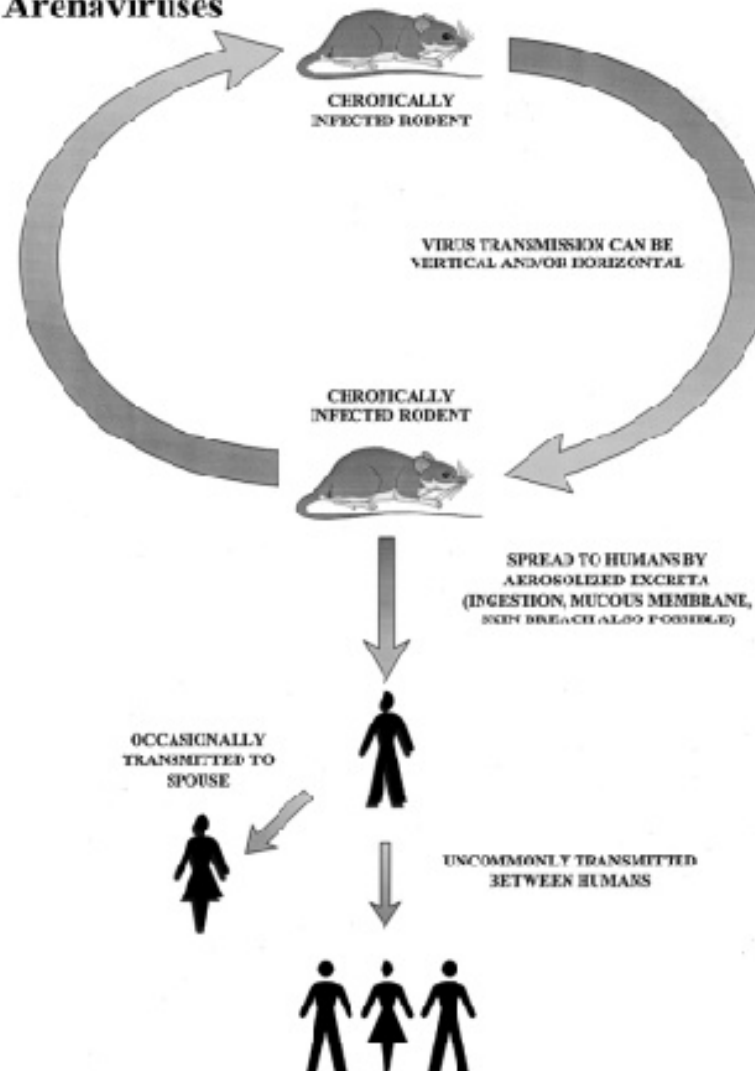 Arenaviruses
CHRONICALLY
INFECTED RODENT
VIRUS TRANSMISSION CAN BE
VERTICAL AND/OR HORIZONTAL
CHRONICALLY
INFECTED RODENT
SPREAD TO HUMANS BY
AEROSOLIZED EXCRETA
(INGESTION, MUCOUS MEMBRANE,
SKIN BREACH ALSO POSSIBLE)
OCCASIONALLY
TRANSMITTED TO
SPOUSE
UNCOMMONLY TRANSMITTED
BETWEEN HUMANS